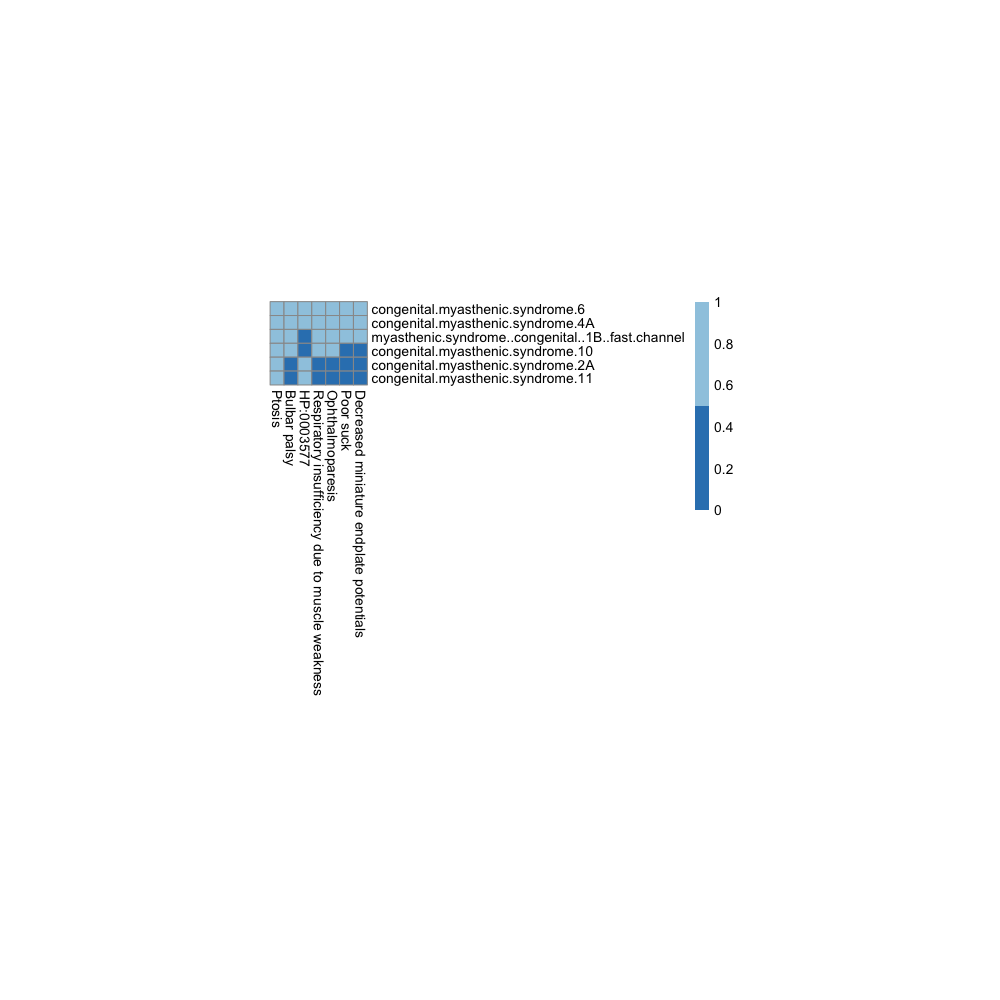 congenital.myasthenic.syndrome.6
congenital.myasthenic.syndrome.4A
myasthenic.syndrome..congenital..1B..fast.channel
congenital.myasthenic.syndrome.10
congenital.myasthenic.syndrome.2A
congenital.myasthenic.syndrome.11
Ptosis
Bulbar palsy
HP:0003577
Respiratory insufficiency due to muscle weakness
Ophthalmoparesis
Poor suck
Decreased miniature endplate potentials
1
0.8
0.6
0.4
0.2
0